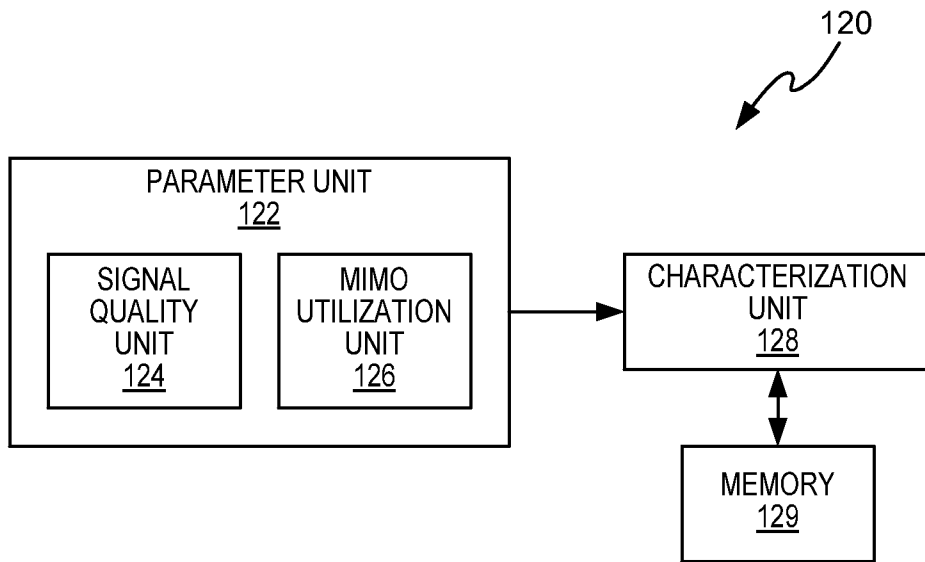 120
PARAMETER UNIT
122
SIGNAL
QUALITY
UNIT
124
MIMO
UTILIZATION
UNIT
126
CHARACTERIZATION
UNIT
128
MEMORY
129